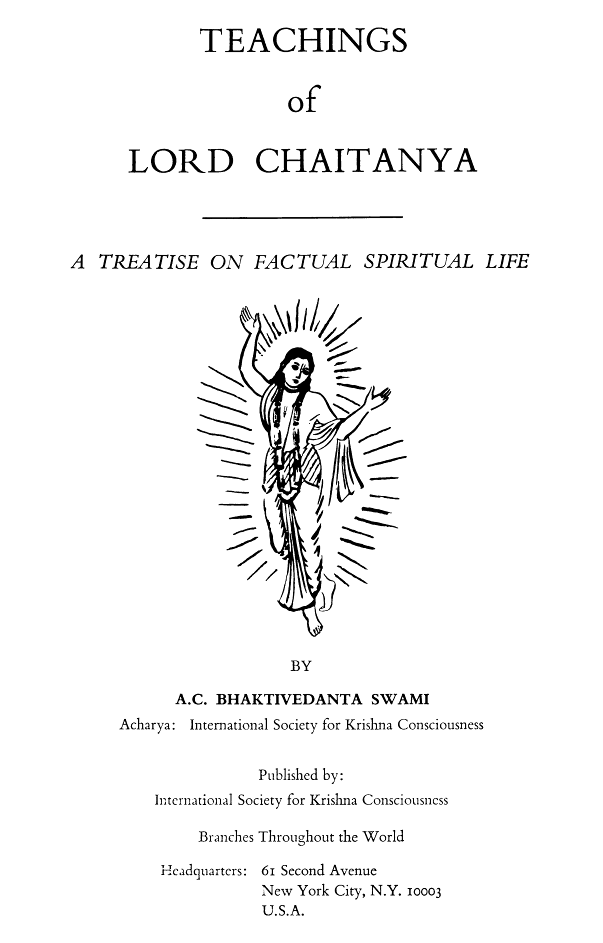 TEACHINGS
of
LORD CHAITANYA
A TREATISE ON FACTUAL SPIRITUAL LIFE
BY
A.C. BHAKTIVEDANTA SWAMI
Acharya: International Society for Krishna Consciousness
Published by:
International Society for Krishna Consciousness
Branches Throughout the World
Headquarters: 61 Second Avenue
New York City, N.Y. 10003
U.S.A.